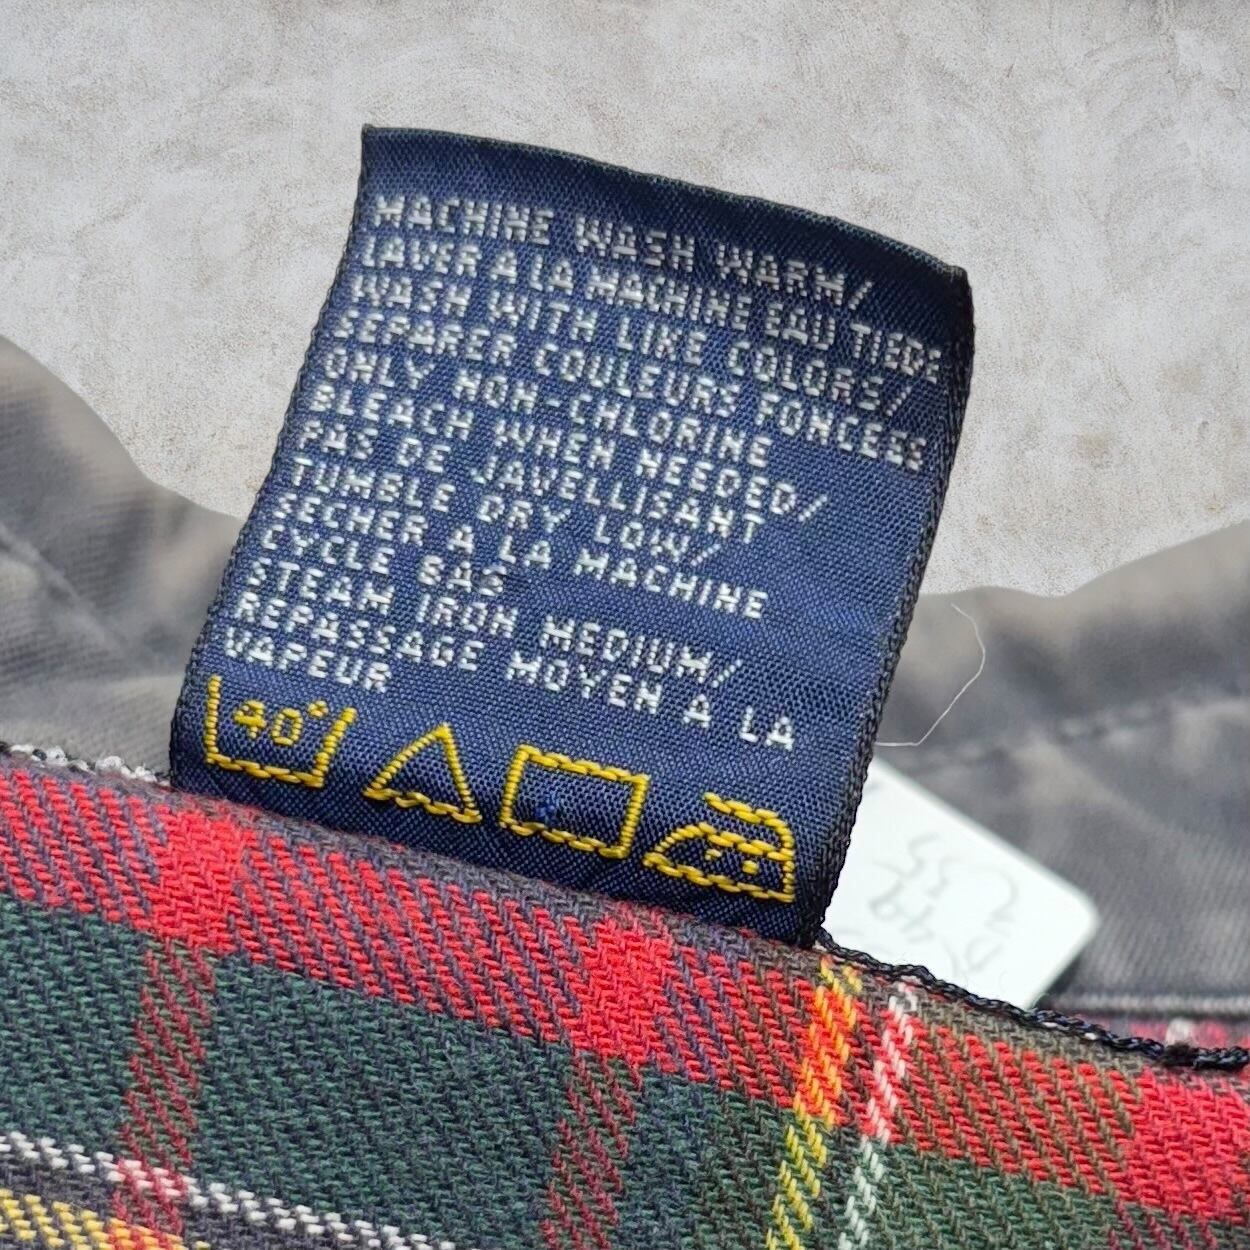 MACHINE WASH WARM/
LAVER A LA MACHINE EAU TIEDE
WASH WITH LIKE COLORS/
SEPARER COULEURS FONCEES
ONLY NON-CHLORINE
BLEACH WHEN NEEDED/
PAS DE JAVELLISANT
TUMBLE DRY LOW/
SECHER A LA MACHINE
CYCLE BAS
STEAM IRON MEDIUM/
REPASSAGE MOYEN A LA
VAPEUR
40°